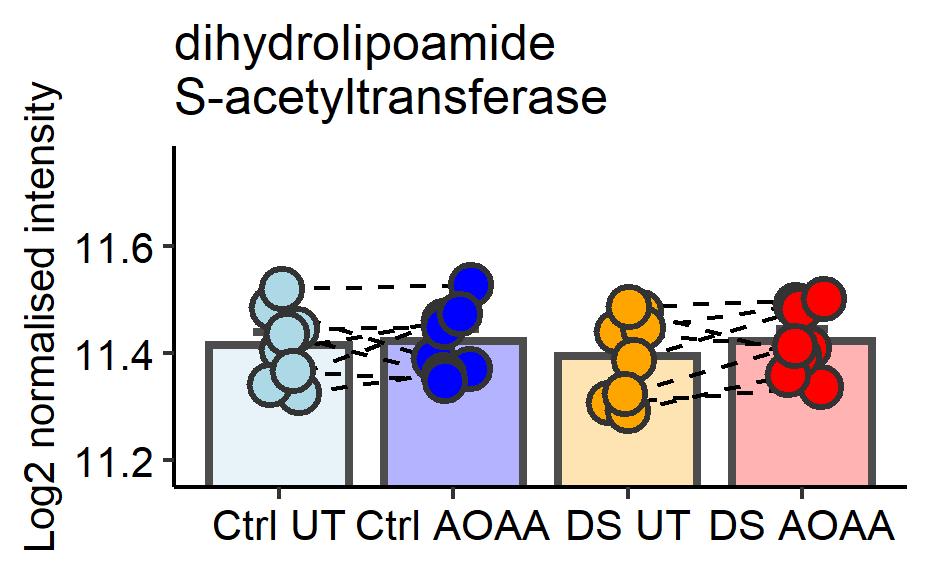 dihydrolipoamide
S-acetyltransferase
Log2 normalised intensity
11.6
11.4
11.2
Ctrl UT Ctrl AOAA DS UT DS AOAA